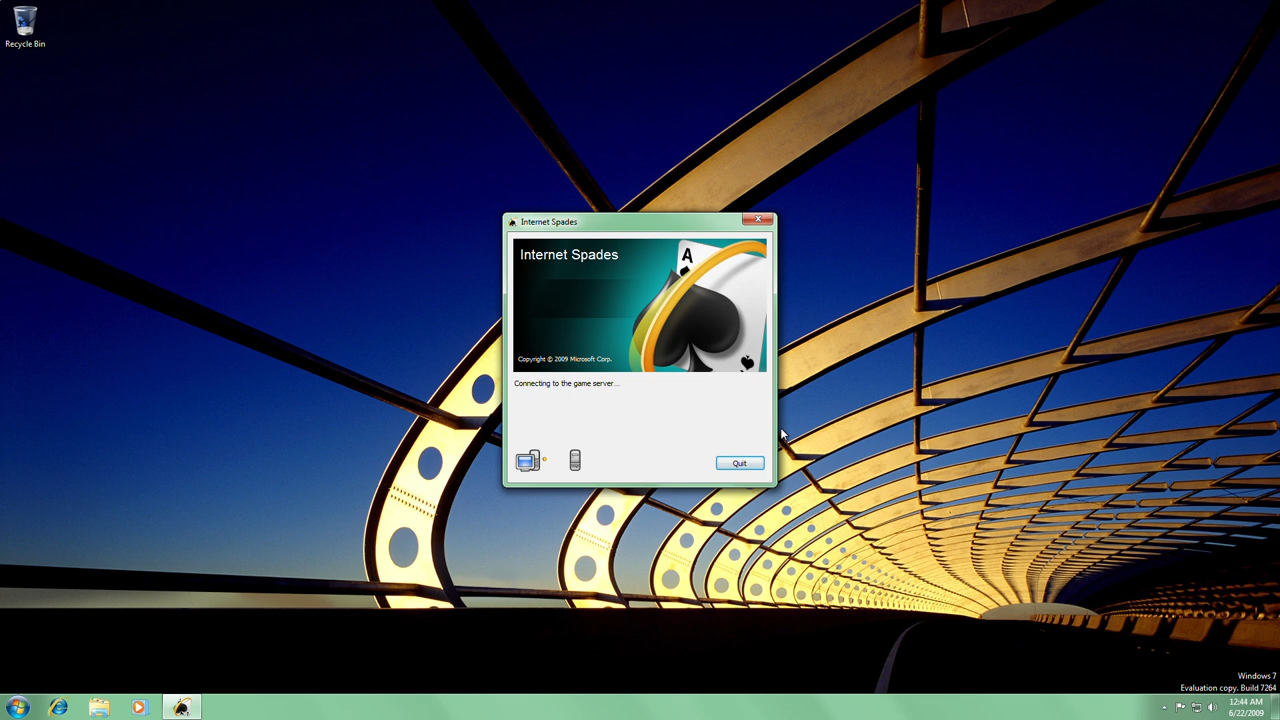 Recycle Bin
Internet Spades
Internet Spades
A
Copyright © 2009 Microsoft Corp.
Connecting to the game server...
Quit
Windows 7
Evaluation copy. Build 7264
12:44 AM
6/22/2009